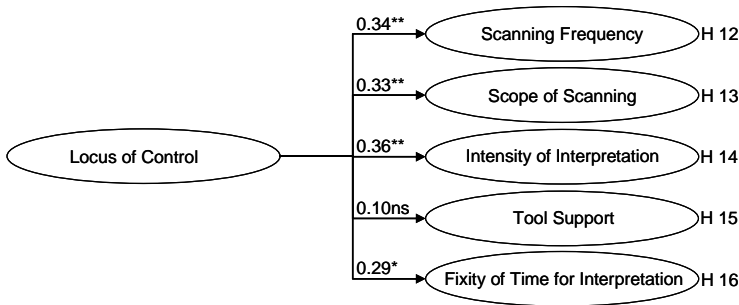 0.34** Scanning Frequency H 12
0.33** Scope of Scanning H 13
Locus of Control 0.36** Intensity of Interpretation H 14
0.10ns Tool Support H 15
0.29* Fixity of Time for Interpretation H 16